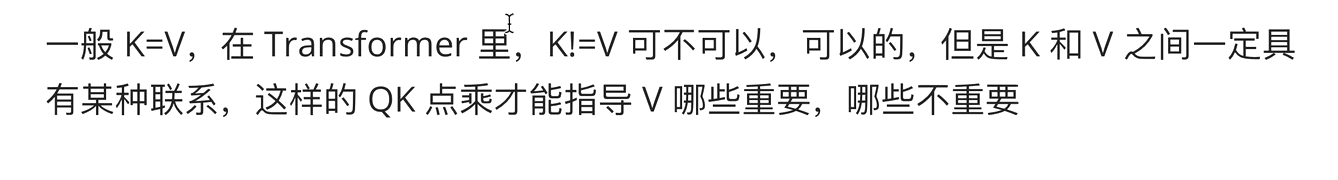 一般 K=V，在 Transformer 里，K!=V 可不可以，可以的，但是 K 和 V 之间一定具
有某种联系，这样的 QK 点乘才能指导 V 哪些重要，哪些不重要